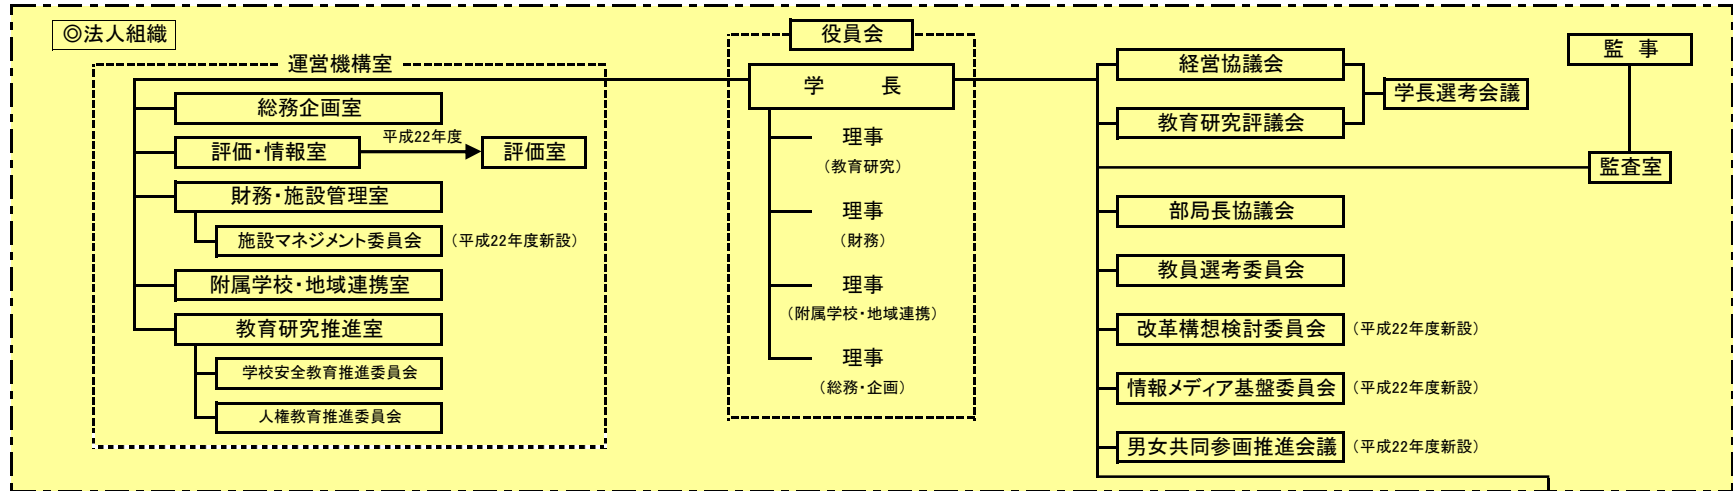 ◎法人組織
運営機構室
総務企画室
評価・情報室
平成22年度
評価室
財務・施設管理室
施設マネジメント委員会
(平成22年度新設)
附属学校・地域連携室
教育研究推進室
学校安全教育推進委員会
人権教育推進委員会
役員会
学 長
理事
(教育研究)
理事
(財務)
理事
(附属学校・地域連携)
理事
(総務・企画)
経営協議会
教育研究評議会
学長選考会議
監 事
監査室
部局長協議会
教員選考委員会
改革構想検討委員会
(平成22年度新設)
情報メディア基盤委員会
(平成22年度新設)
男女共同参画推進会議
(平成22年度新設)